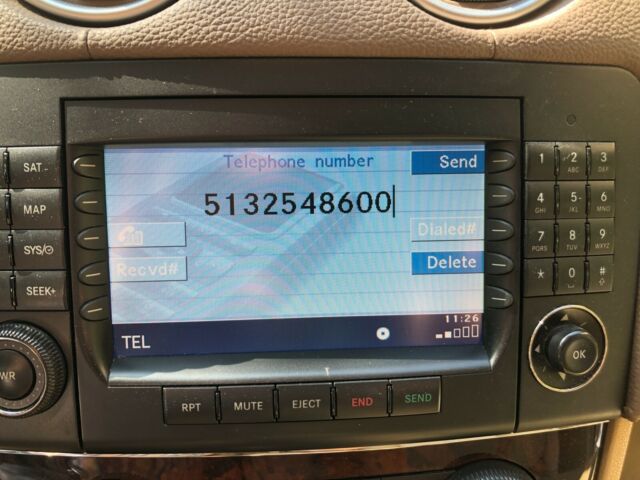 Telephone number
Send
5132548600
Dialed#
Recvd#
Delete
11:26
TEL
SAT
MAP
SYS/
SEEK+
WR
RPT
MUTE
EJECT
END
SEND
1
2 ABC
3 DEF
4 GHI
5 JKL
6 MNO
7 PQRS
8 TUV
9 WXYZ
*
0
#
OK